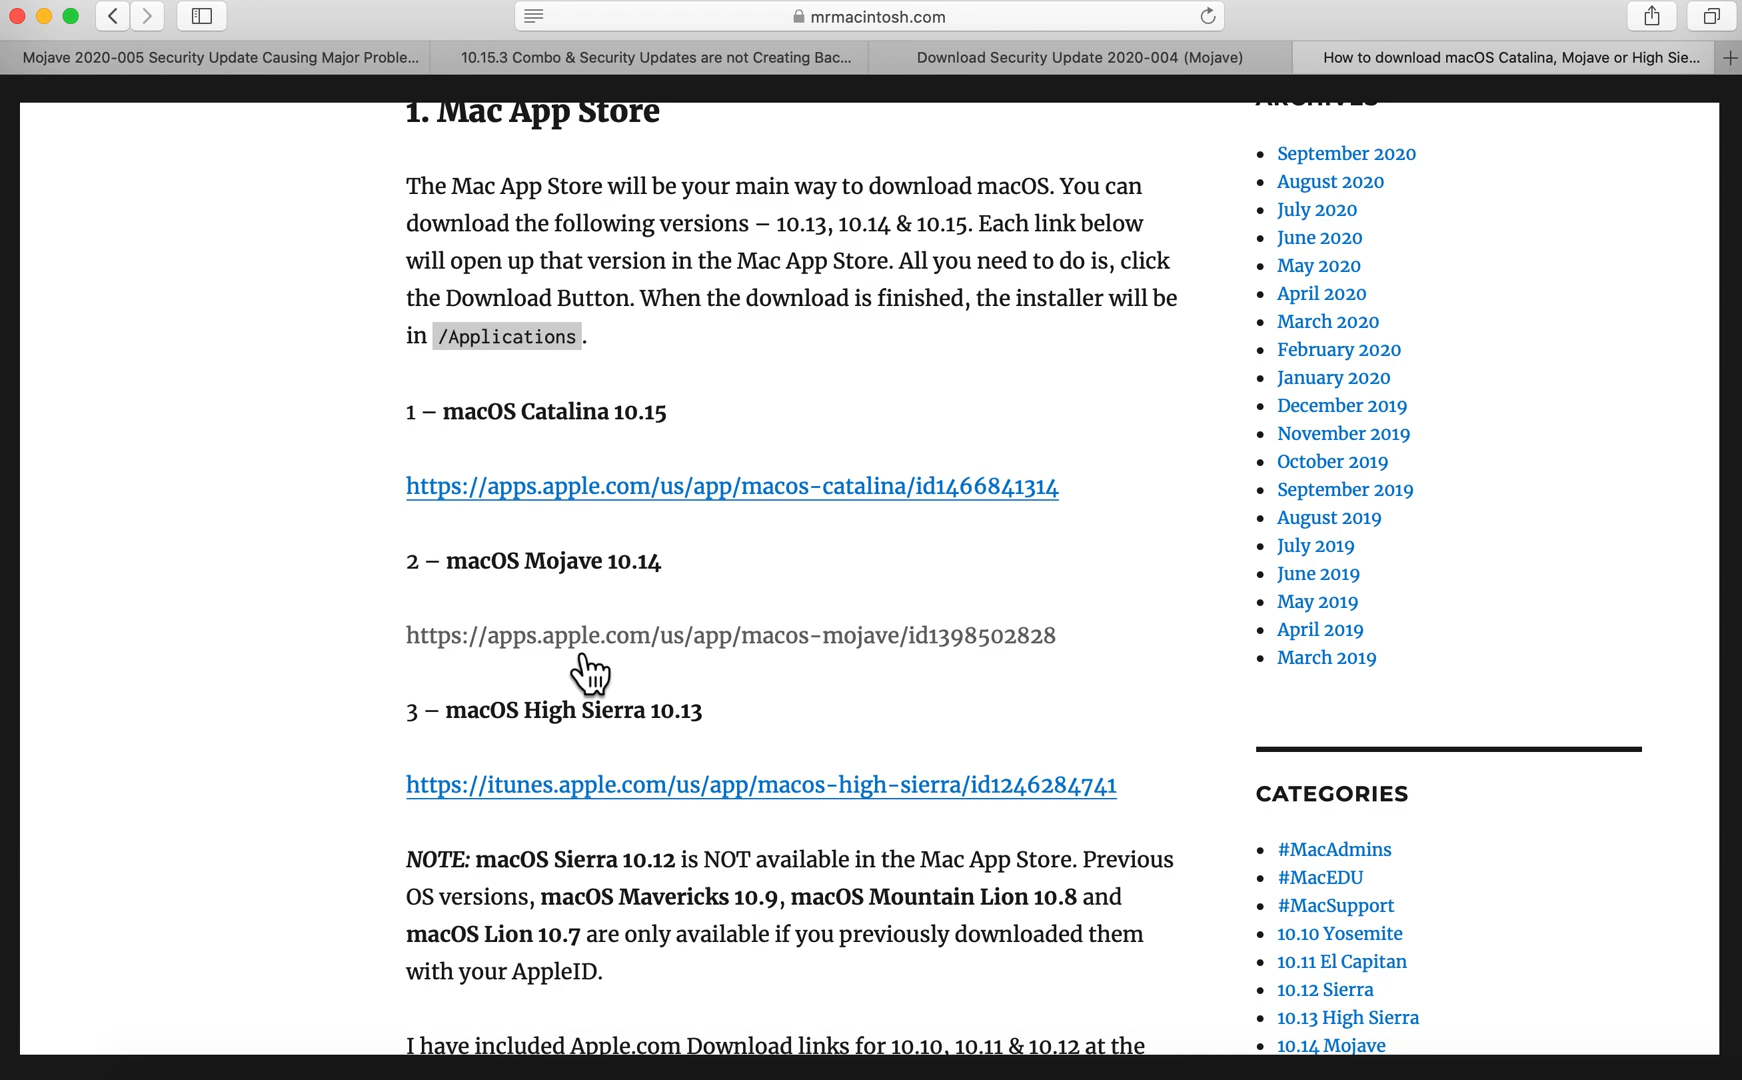 mrmacintosh.com
Mojave 2020-005 Security Update Causing Major Proble...
10.15.3 Combo & Security Updates are not Creating Bac...
Download Security Update 2020-004 (Mojave)
How to download macOS Catalina, Mojave or High Sie...
1. Mac App Store
The Mac App Store will be your main way to download macOS. You can
download the following versions – 10.13, 10.14 & 10.15. Each link below
will open up that version in the Mac App Store. All you need to do is, click
the Download Button. When the download is finished, the installer will be
in /Applications.
1 – macOS Catalina 10.15
https://apps.apple.com/us/app/macos-catalina/id1466841314
2 – macOS Mojave 10.14
https://apps.apple.com/us/app/macos-mojave/id1398502828
3 – macOS High Sierra 10.13
https://itunes.apple.com/us/app/macos-high-sierra/id1246284741
NOTE: macOS Sierra 10.12 is NOT available in the Mac App Store. Previous
OS versions, macOS Mavericks 10.9, macOS Mountain Lion 10.8 and
macOS Lion 10.7 are only available if you previously downloaded them
with your AppleID.
I have included Apple.com Download links for 10.10, 10.11 & 10.12 at the
ARCHIVES
September 2020
August 2020
July 2020
June 2020
May 2020
April 2020
March 2020
February 2020
January 2020
December 2019
November 2019
October 2019
September 2019
August 2019
July 2019
June 2019
May 2019
April 2019
March 2019
CATEGORIES
#MacAdmins
#MacEDU
#MacSupport
10.10 Yosemite
10.11 El Capitan
10.12 Sierra
10.13 High Sierra
10.14 Mojave